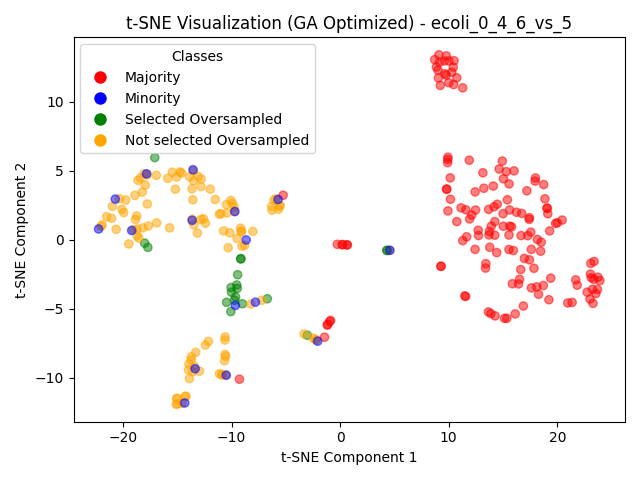 t-SNE Visualization (GA Optimized) - ecoli_0_4_6_vs_5
Classes
Majority
Minority
Selected Oversampled
Not selected Oversampled
t-SNE Component 2
10
5
0
−5
−10
−20
−10
0
10
20
t-SNE Component 1